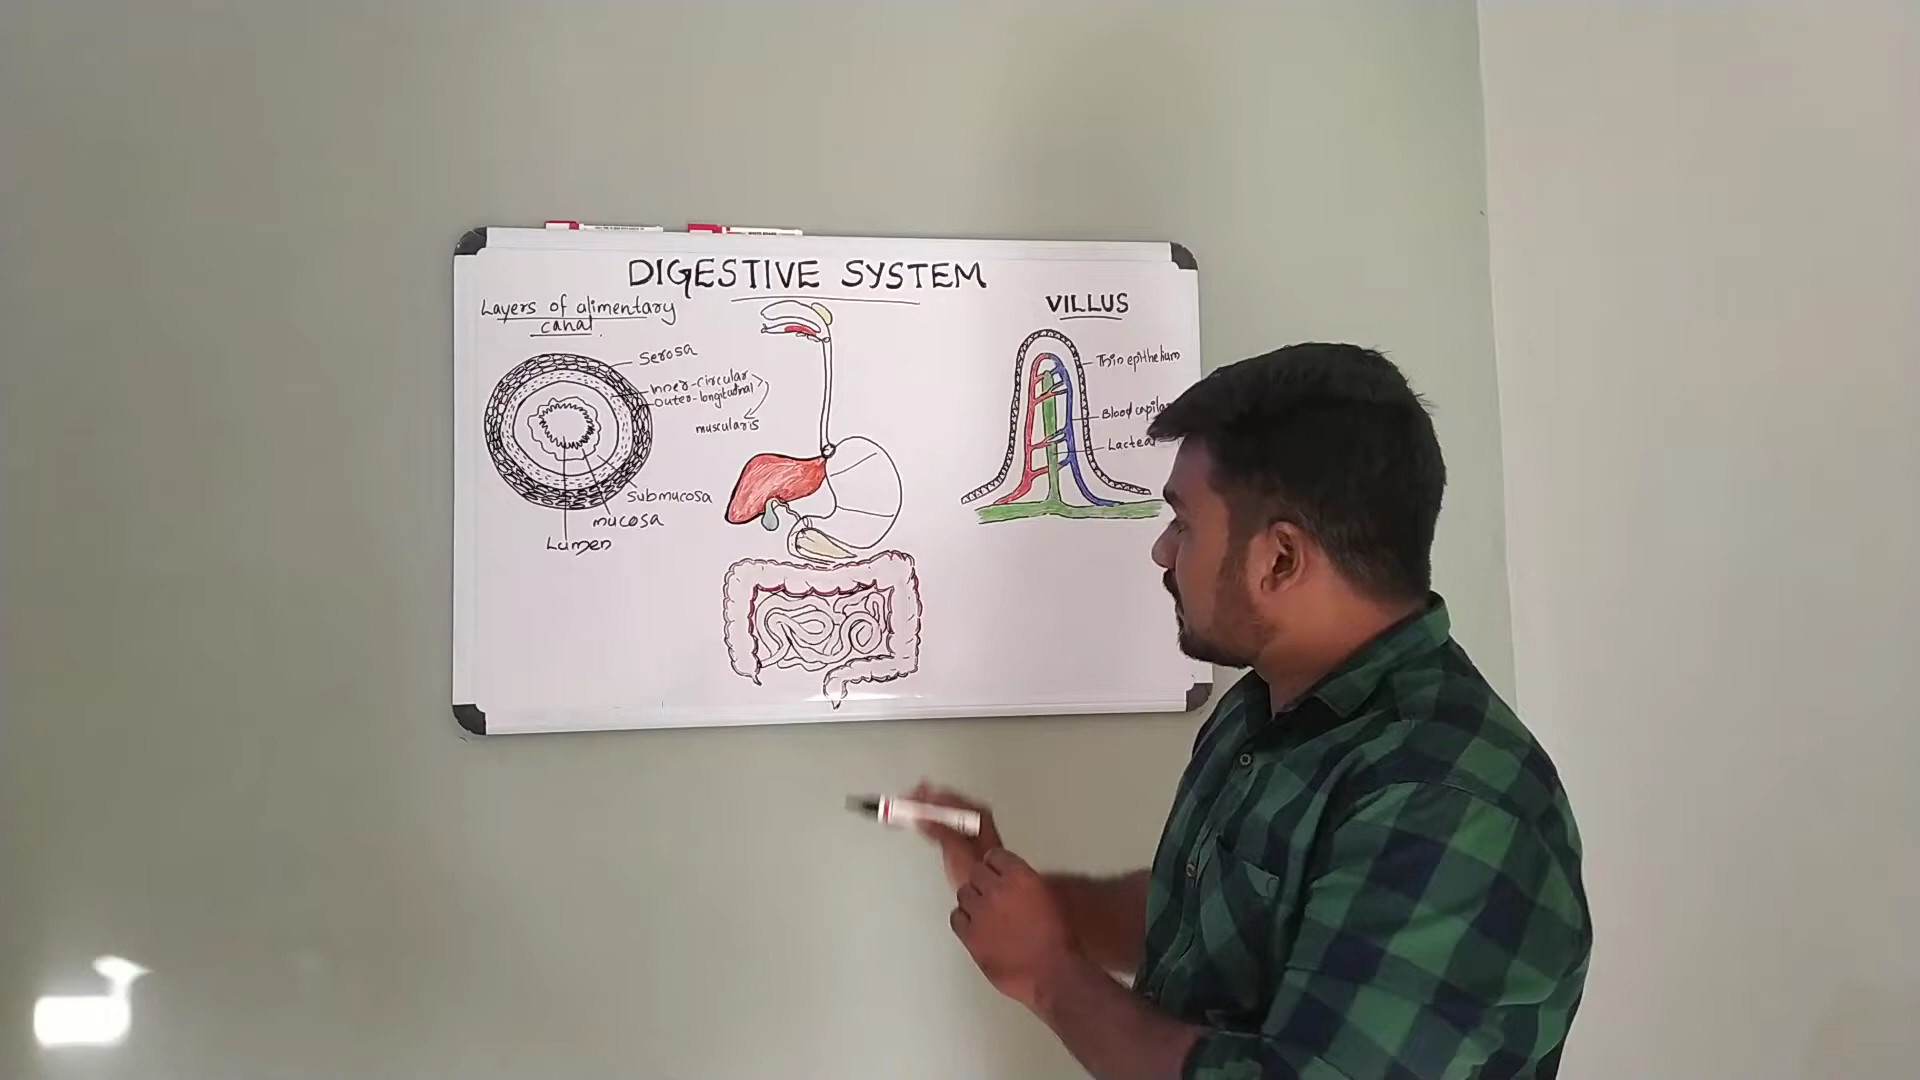 DIGESTIVE SYSTEM
Layers of alimentary
canal.
Serosa
inner-circular
outer-longitudinal
muscularis
Submucosa
mucosa
Lumen
VILLUS
Thin epithelium
Blood
Lacteal